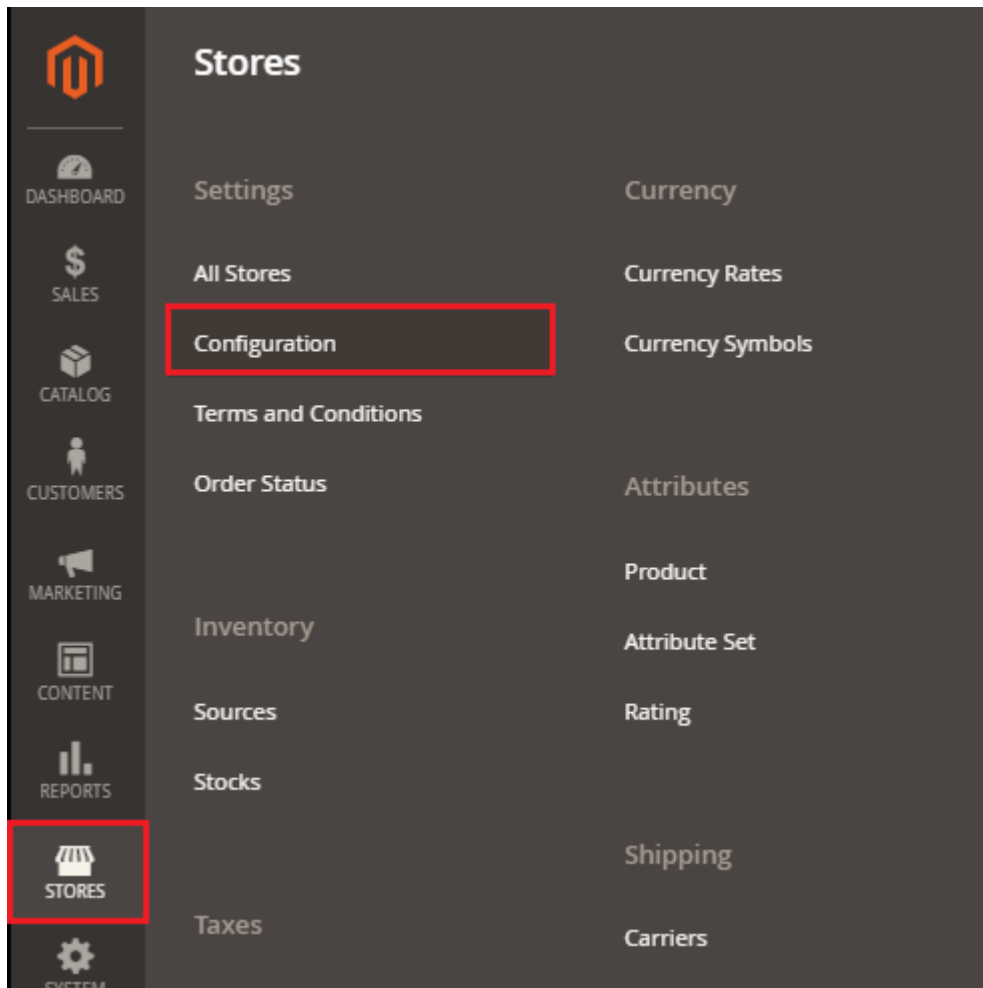 DASHBOARD
SALES
CATALOG
CUSTOMERS
MARKETING
CONTENT
REPORTS
STORES
SYSTEM
Stores
Settings
All Stores
Configuration
Terms and Conditions
Order Status
Inventory
Sources
Stocks
Taxes
Currency
Currency Rates
Currency Symbols
Attributes
Product
Attribute Set
Rating
Shipping
Carriers